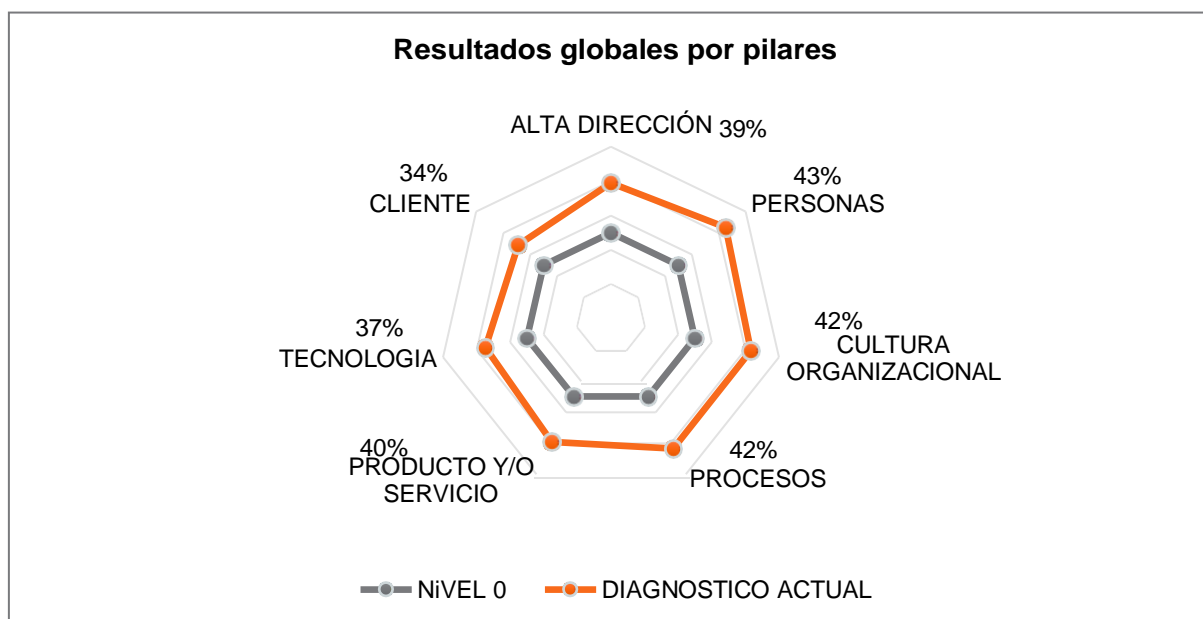 Resultados globales por pilares
ALTA DIRECCIÓN 39%
43%
PERSONAS
42%
CULTURA
ORGANIZACIONAL
42%
PROCESOS
40%
PRODUCTO Y/O
SERVICIO
37%
TECNOLOGIA
34%
CLIENTE
NiVEL 0
DIAGNOSTICO ACTUAL